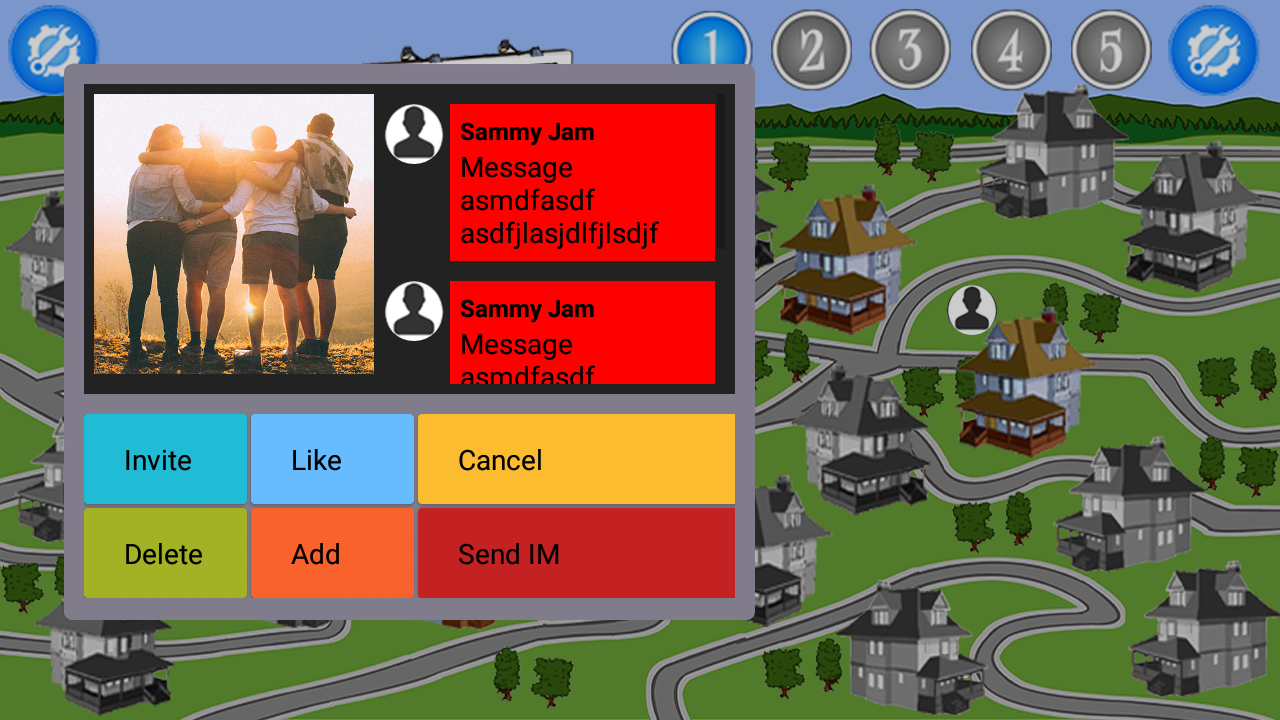 1 2 3 4 5
Sammy Jam
Message
asmdfasdf
asdfjlasjdlfjlsdjf
Sammy Jam
Message
asmdfasdf
Invite Like Cancel
Delete Add Send IM